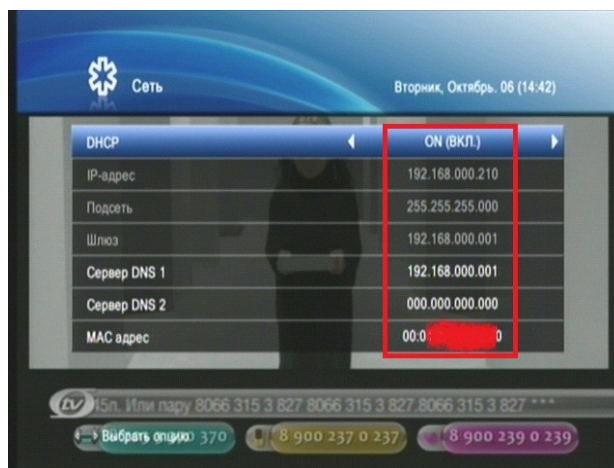 Сеть
Вторник, Октябрь. 06 (14:42)
DHCP ON (ВКЛ.)
IP-адрес 192.168.000.210
Подсеть 255.255.255.000
Шлюз 192.168.000.001
Сервер DNS 1 192.168.000.001
Сервер DNS 2 000.000.000.000
MAC адрес 00:0 0
tv 45л. Или пару 8066 315 3 827 8066 315 3 827.8066 315 3 827 ***
Выбрать опцию 370 8 900 237 0 237 8 900 239 0 239